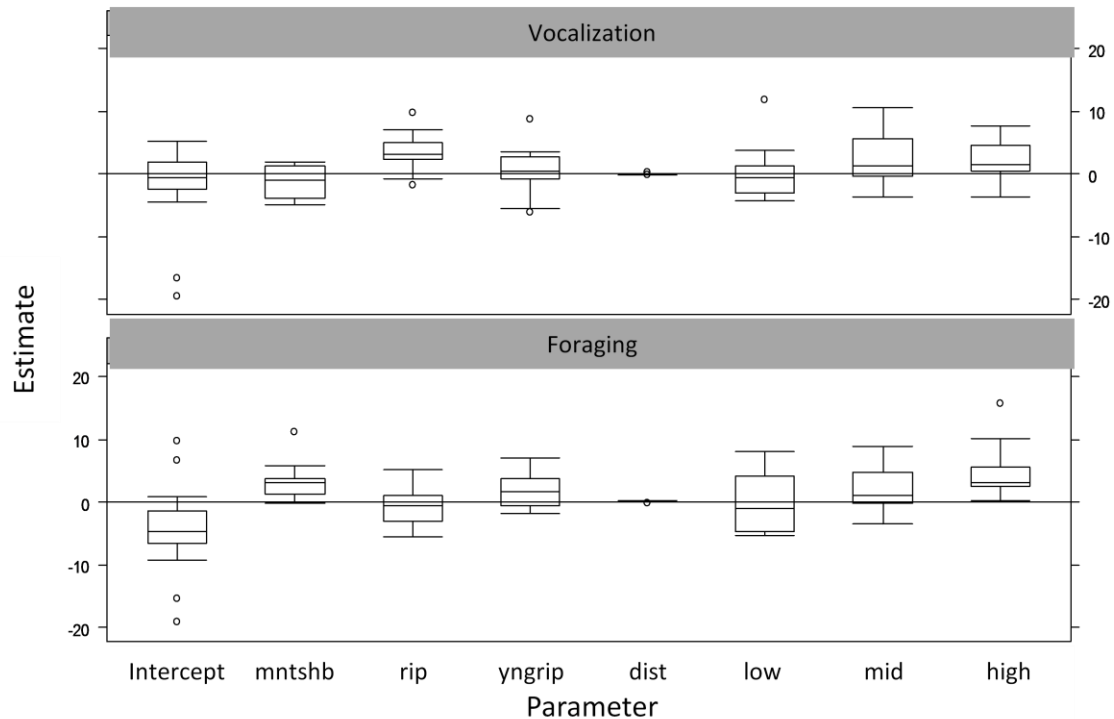 Vocalization
20
10
0
-10
-20
Estimate
Foraging
20
10
0
-10
-20
Intercept mntshb rip yngrip dist low mid high
Parameter